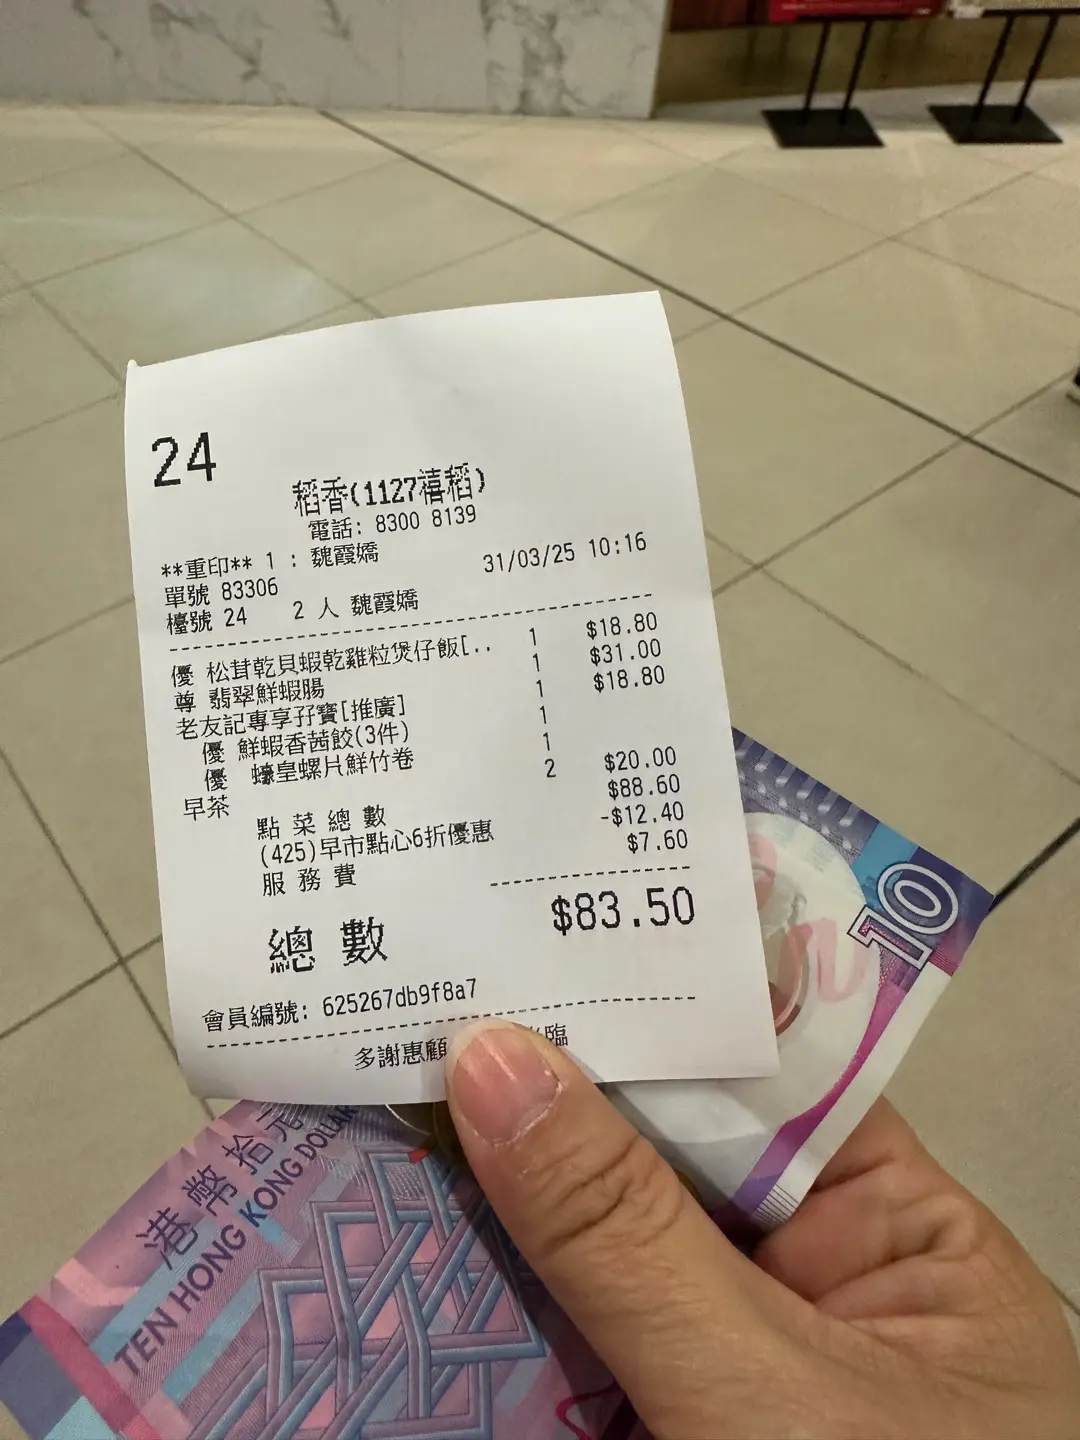 24
稻香(1127禧稻)
電話: 8300 8139
**重印** 1 : 魏霞嬌 31/03/25 10:16
單號 83306
檯號 24 2 人 魏霞嬌
優 松茸乾貝蝦乾雞粒煲仔飯[.. 1 $18.80
尊 翡翠鮮蝦腸 1 $31.00
老友記專享孖寶[推廣] 1 $18.80
優 鮮蝦香茜餃(3件) 1
優 蠔皇螺片鮮竹卷 1
早茶 2 $20.00
點 菜 總 數 $88.60
(425)早市點心6折優惠 -$12.40
服 務 費 $7.60
總 數 $83.50
會員編號: 625267db9f8a7
多謝惠顧 臨
10
港幣拾元
TEN HONG KONG DOLLAR